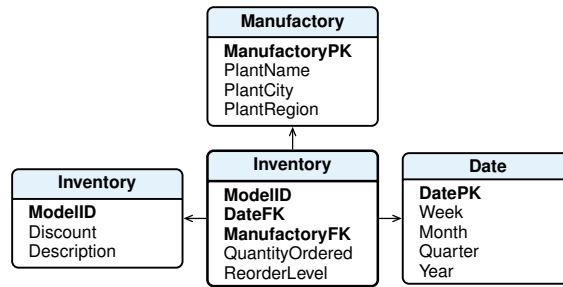 Manufactory
ManufactoryPK
PlantName
PlantCity
PlantRegion
Inventory
ModelID
Discount
Description
Inventory
ModelID
DateFK
ManufactoryFK
QuantityOrdered
ReorderLevel
Date
DatePK
Week
Month
Quarter
Year